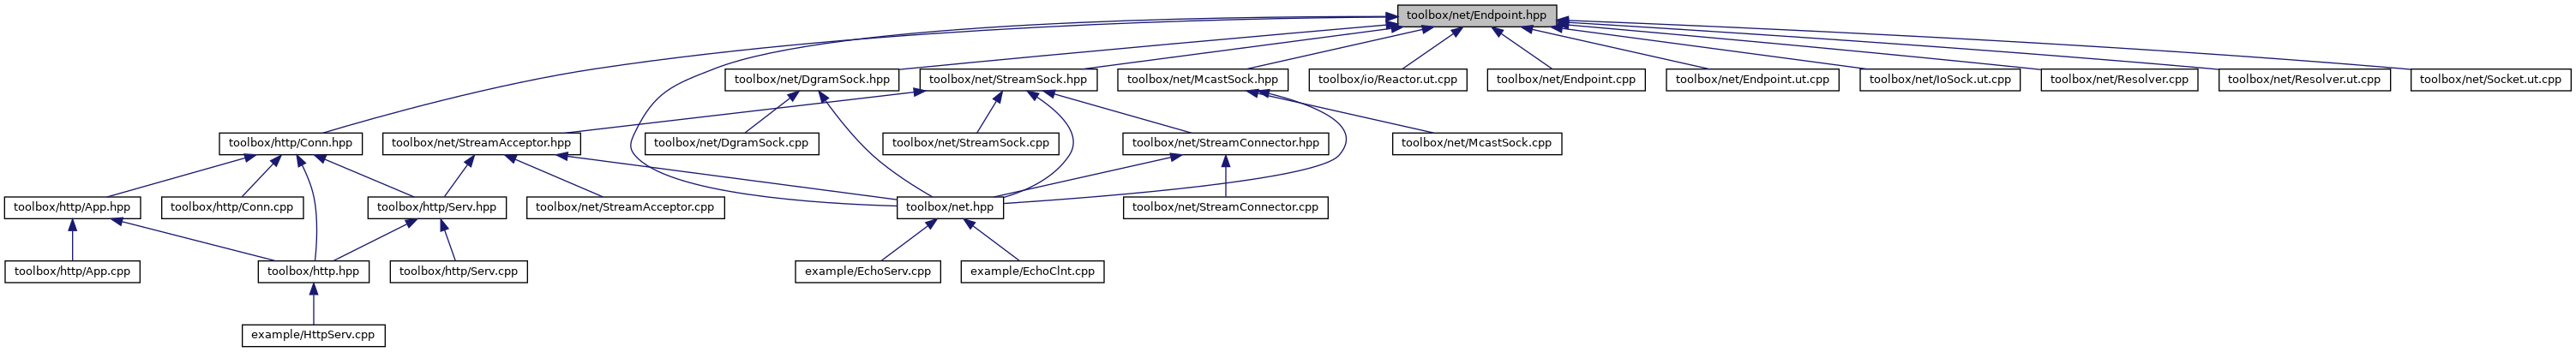 toolbox/net/Endpoint.hpp
toolbox/net/DgramSock.hpp
toolbox/net/StreamSock.hpp
toolbox/net/McastSock.hpp
toolbox/io/Reactor.ut.cpp
toolbox/net/Endpoint.cpp
toolbox/net/Endpoint.ut.cpp
toolbox/net/IoSock.ut.cpp
toolbox/net/Resolver.cpp
toolbox/net/Resolver.ut.cpp
toolbox/net/Socket.ut.cpp
toolbox/http/Conn.hpp
toolbox/net/StreamAcceptor.hpp
toolbox/net/DgramSock.cpp
toolbox/net/StreamSock.cpp
toolbox/net/StreamConnector.hpp
toolbox/net/McastSock.cpp
toolbox/http/App.hpp
toolbox/http/Conn.cpp
toolbox/http/Serv.hpp
toolbox/net/StreamAcceptor.cpp
toolbox/net.hpp
toolbox/net/StreamConnector.cpp
toolbox/http/App.cpp
toolbox/http.hpp
toolbox/http/Serv.cpp
example/EchoServ.cpp
example/EchoClnt.cpp
example/HttpServ.cpp